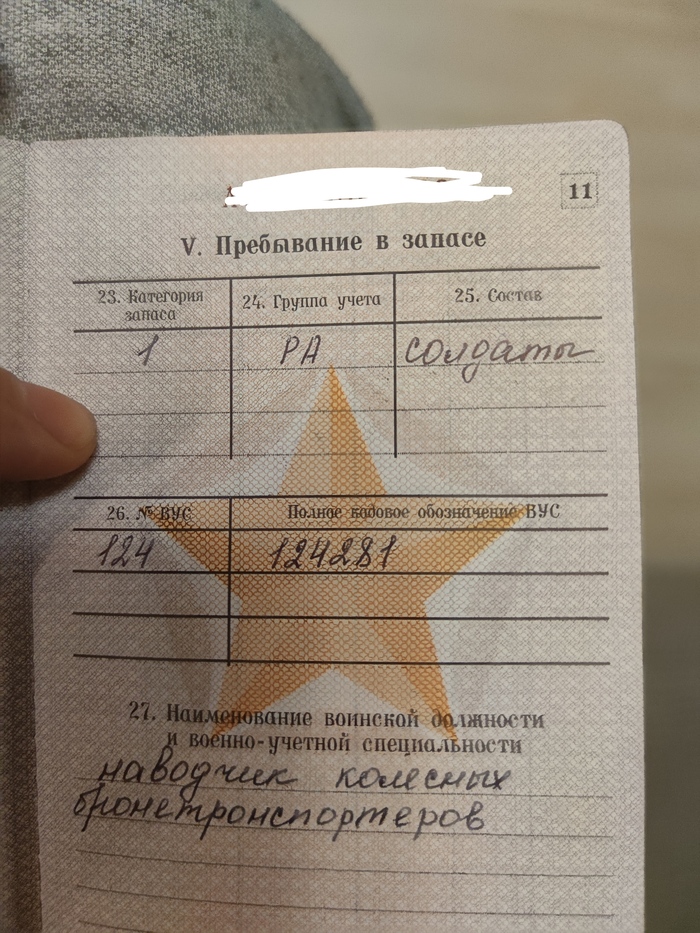 11
V. Пребывание в запасе
23. Категория запаса
24. Группа учета
25. Состав
1
РА
солдаты
26. № ВУС
Полное кодовое обозначение ВУС
124
124281
27. Наименование воинской должности
и военно-учетной специальности
наводчик колесных
бронетранспортеров